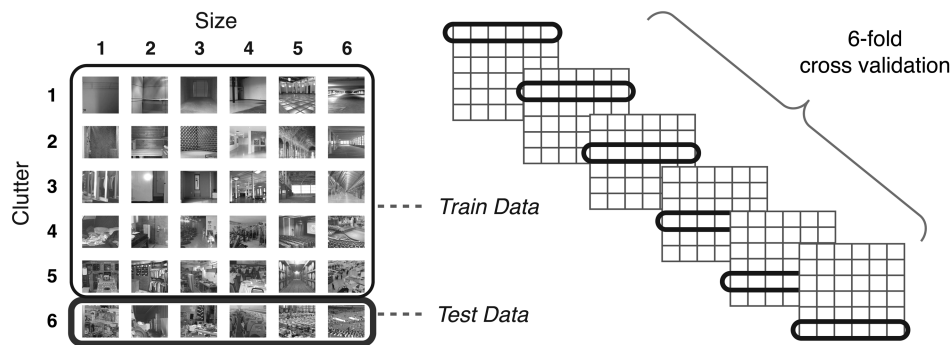 Size
1 2 3 4 5 6
Clutter
1
2
3
4
5
6
Train Data
Test Data
6-fold
cross validation